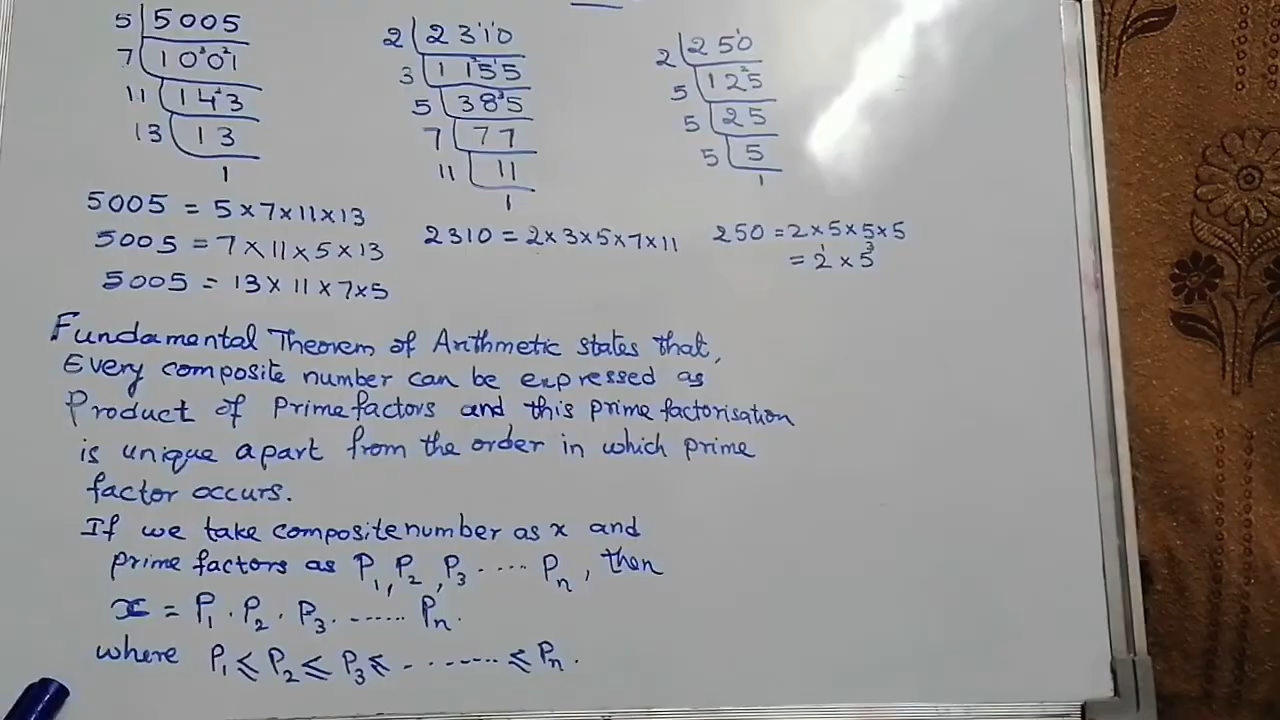 5 | 5005
7 | 1001
11 | 143
13 | 13
1
2 | 2310
3 | 1155
5 | 385
7 | 77
11 | 11
1
2 | 250
5 | 125
5 | 25
5 | 5
1
5005 = 5×7×11×13
5005 = 7×11×5×13
5005 = 13×11×7×5
2310 = 2×3×5×7×11
250 = 2×5×5×5
= 2¹ × 5³
Fundamental Theorem of Arithmetic states that,
Every composite number can be expressed as
Product of Prime factors and this prime factorisation
is unique apart from the order in which prime
factor occurs.
If we take composite number as x and
prime factors as P₁, P₂, P₃ ..... Pₙ, then
x = P₁ . P₂ . P₃ ....... Pₙ.
where P₁ ⩽ P₂ ⩽ P₃ ⩽ ........ ⩽ Pₙ.